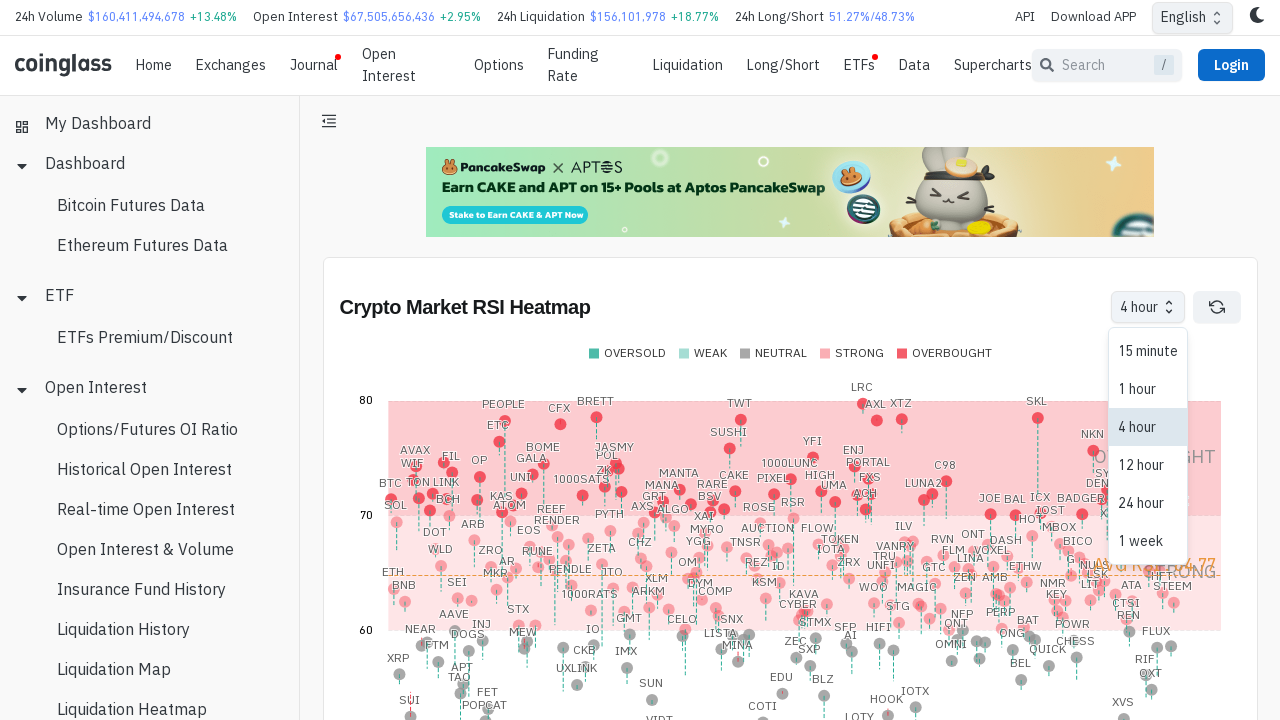 24h Volume $160,411,494,678 +13.48% Open Interest $67,505,656,436 +2.95% 24h Liquidation $156,101,978 +18.77% 24h Long/Short 51.27%/48.73% API Download APP English
coinglass Home Exchanges Journal Open Interest Options Funding Rate Liquidation Long/Short ETFs Data Supercharts Search / Login
My Dashboard
Dashboard
Bitcoin Futures Data
Ethereum Futures Data
ETF
ETFs Premium/Discount
Open Interest
Options/Futures OI Ratio
Historical Open Interest
Real-time Open Interest
Open Interest & Volume
Insurance Fund History
Liquidation History
Liquidation Map
Liquidation Heatmap
PancakeSwap X APTOS
Earn CAKE and APT on 15+ Pools at Aptos PancakeSwap
Stake to Earn CAKE & APT Now
Crypto Market RSI Heatmap
4 hour
15 minute
1 hour
4 hour
12 hour
24 hour
1 week
OVERSOLD WEAK NEUTRAL STRONG OVERBOUGHT
80
70
60
LRC
PEOPLE CFX BRETT TWT AXL XTZ SKL
ETC SUSHI NKN
AVAX BOME JASMY YFI ENJ
WIF FIL OP GALA POL 1000LUNC PORTAL C98
BTC TON LINK UNI 1000SATS ZK MANTA CAKE PIXEL HIGH FXS LUNA2
SOL BCH KAS ATOM MANA RARE UMA ACH JOE BAL ICX BADGER
GRT BSV RSR
REEF PYTH AXS ALGO ROSE IOST
DOT ARB EOS RENDER XAI MYRO AUCTION FLOW ILV HOT MBOX
WLD ZRO RUNE ZETA CHZ YGG TNSR TOKEN IOTA VANRY RVN ONT DASH BICO
ETH AR PENDLE OM REZ ID ZRX TRU UNFI GTC FLM LINA VOXEL ETHW
BNB SEI MKR 1000RATS XLM KSM WOO MAGIC ZEN AMB NMR KEY LSK HFT
ARKM COMP KAVA ATA STEEM
AAVE STX GMT CELO SNX CYBER STG NFP PERP CTSI
NEAR DOGS INJ MEW IO LISTA STMX SFP AI HIFI BAT POWR REN FLUX
XRP FTM CKB IMX MINA ZEC SXP OMNI ONG QUICK CHESS
APT UXLINK BEL RIF
TAO SUN EDU BLZ OXT
SUI FET POPCAT COTI HOOK IOTX XVS